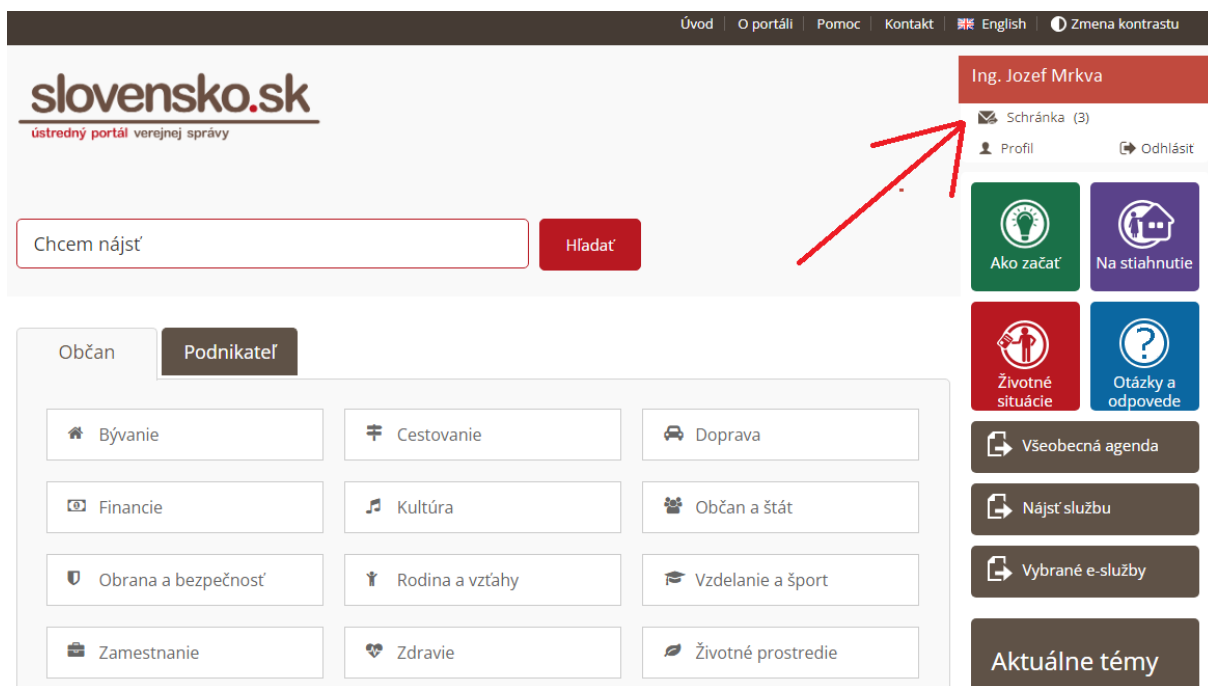 Úvod
O portáli
Pomoc
Kontakt
English
Zmena kontrastu
slovensko.sk
ústredný portál verejnej správy
Ing. Jozef Mrkva
Schránka (3)
Profil
Odhlásiť
Chcem nájsť
Hľadať
Ako začať
Na stiahnutie
Životné
situácie
Otázky a
odpovede
Občan
Podnikateľ
Bývanie
Cestovanie
Doprava
Financie
Kultúra
Občan a štát
Obrana a bezpečnosť
Rodina a vzťahy
Vzdelanie a šport
Zamestnanie
Zdravie
Životné prostredie
Všeobecná agenda
Nájsť službu
Vybrané e-služby
Aktuálne témy